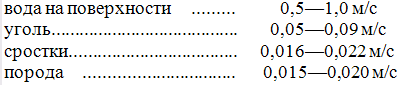 вода на поверхности ......... 0,5—1,0 м/с
уголь...................................... 0,05—0,09 м/с
сростки.................................. 0,016—0,022 м/с
порода ................................... 0,015—0,020 м/с